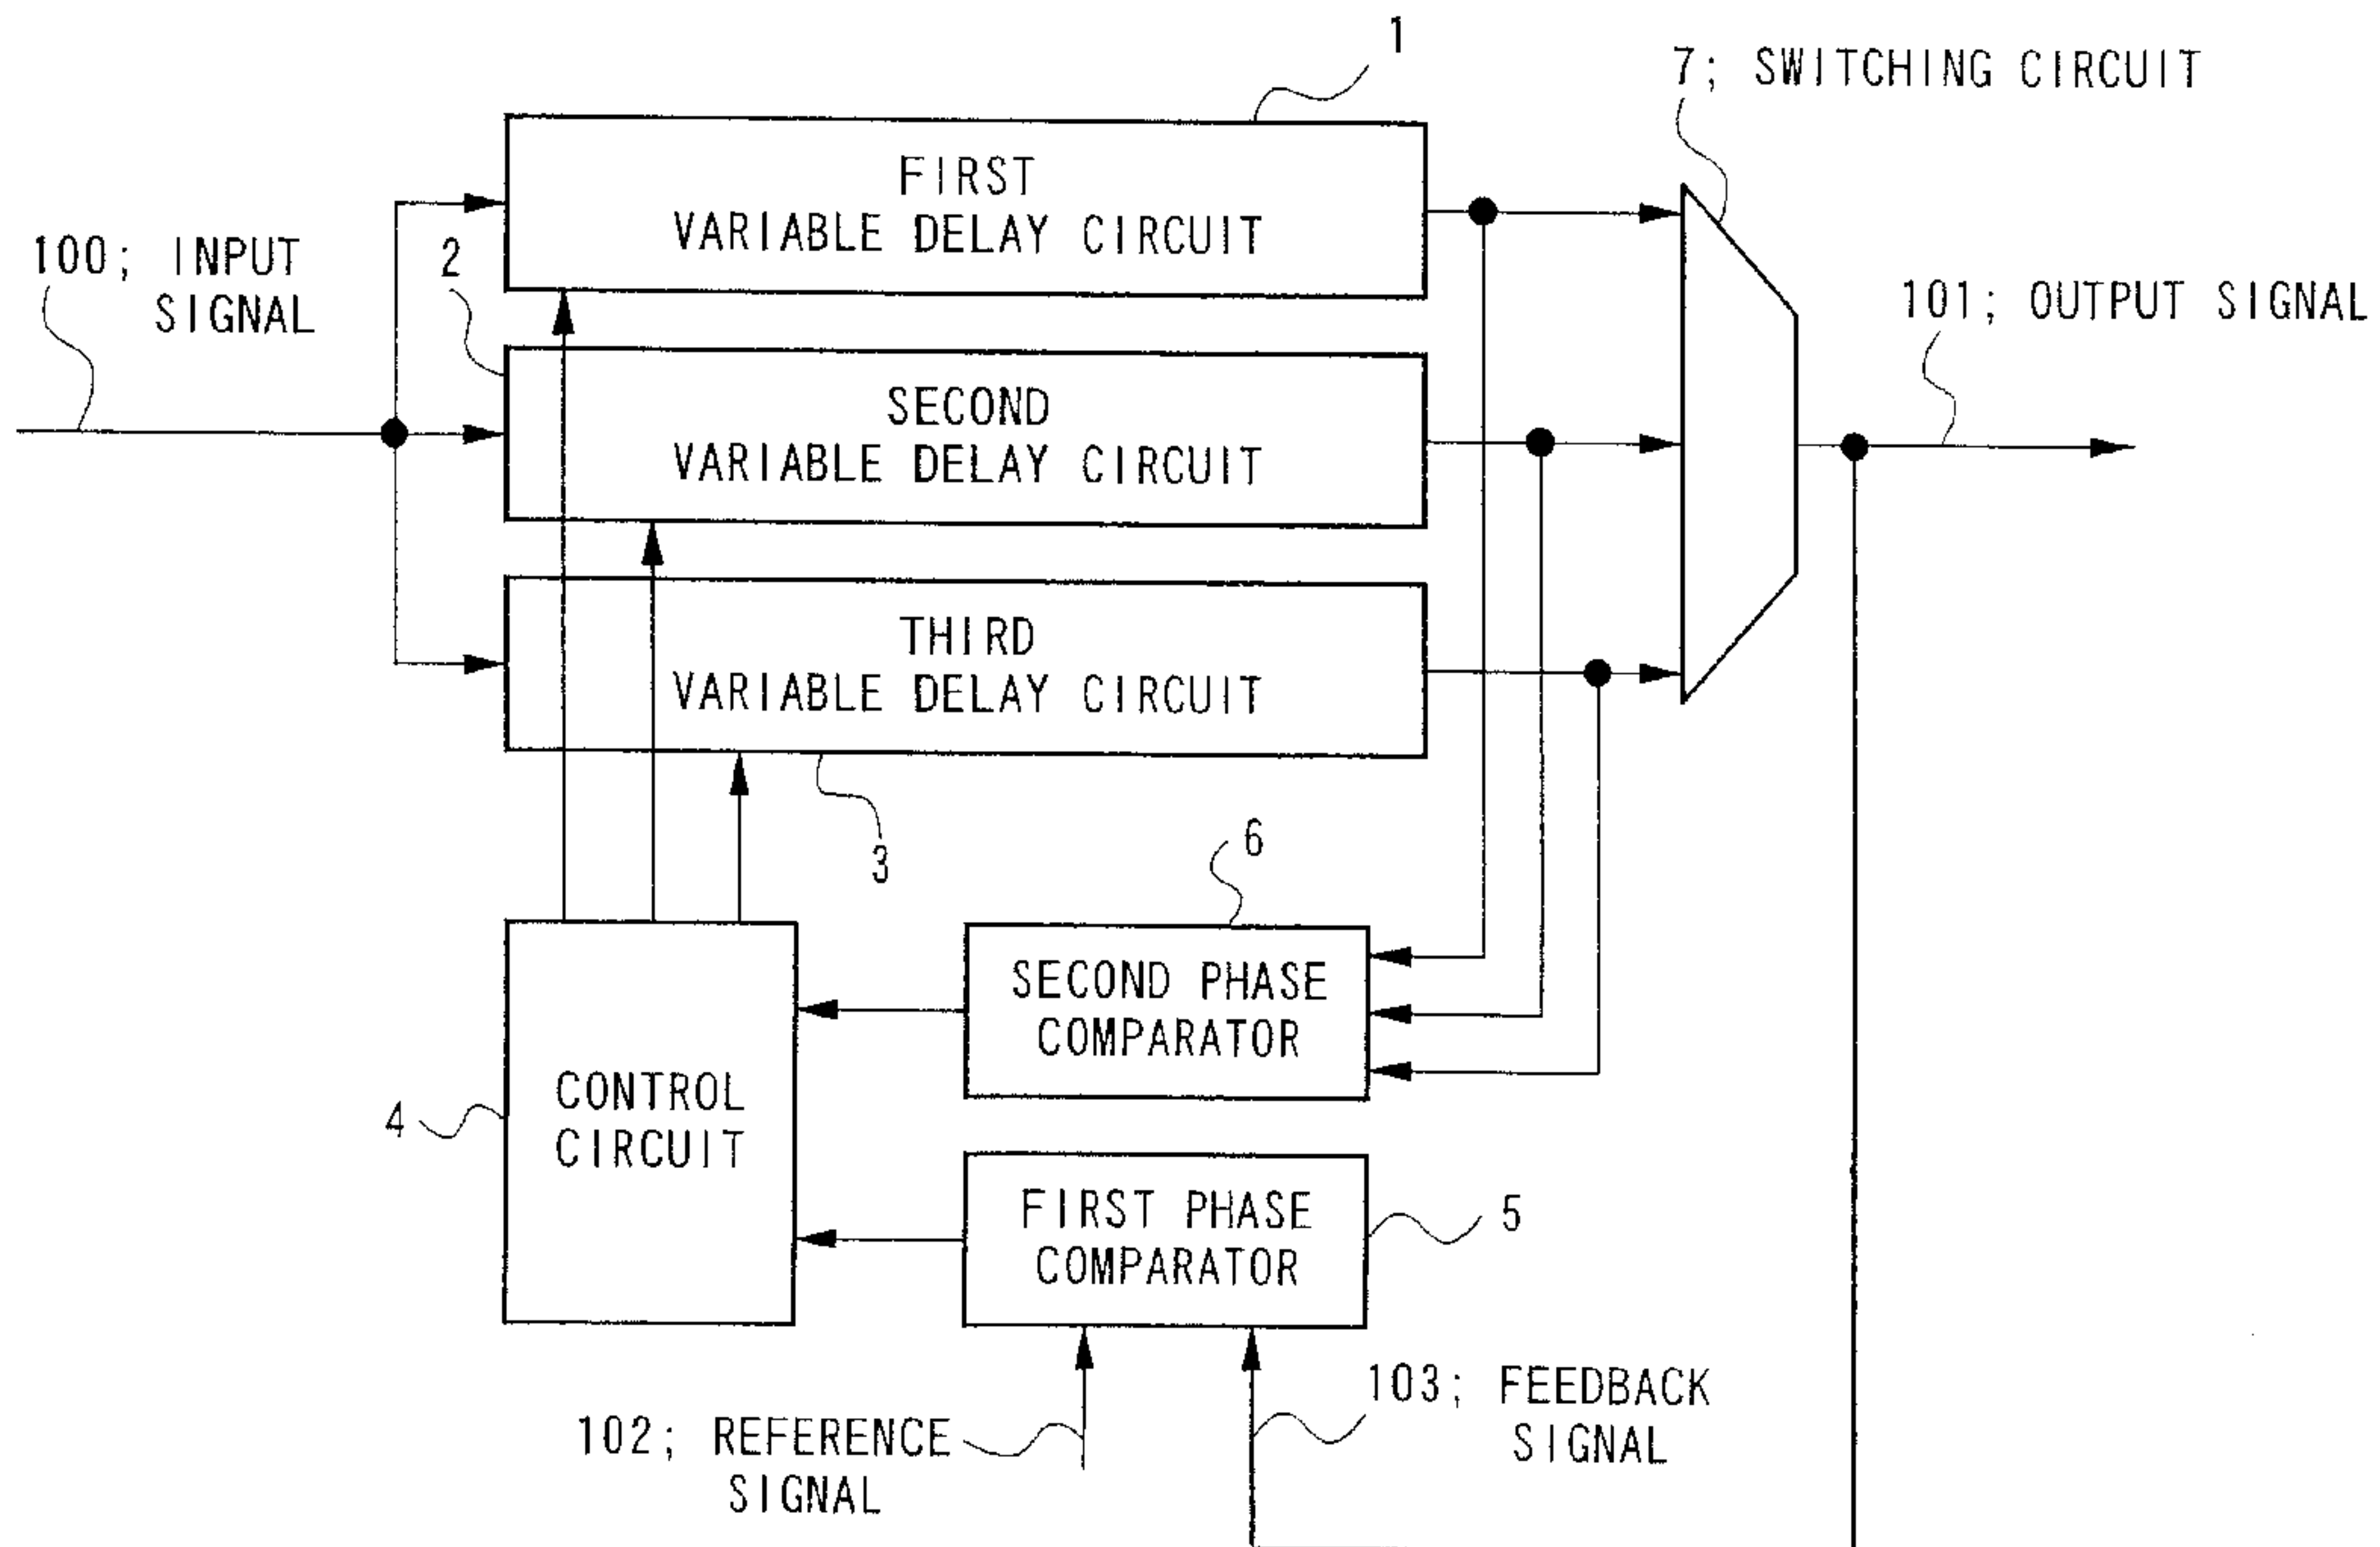 1
7; SWITCHING CIRCUIT
FIRST
VARIABLE DELAY CIRCUIT
100; INPUT
SIGNAL
2
101; OUTPUT SIGNAL
SECOND
VARIABLE DELAY CIRCUIT
THIRD
VARIABLE DELAY CIRCUIT
3
6
SECOND PHASE
COMPARATOR
CONTROL
CIRCUIT
4
FIRST PHASE
COMPARATOR
5
103; FEEDBACK
SIGNAL
102; REFERENCE
SIGNAL